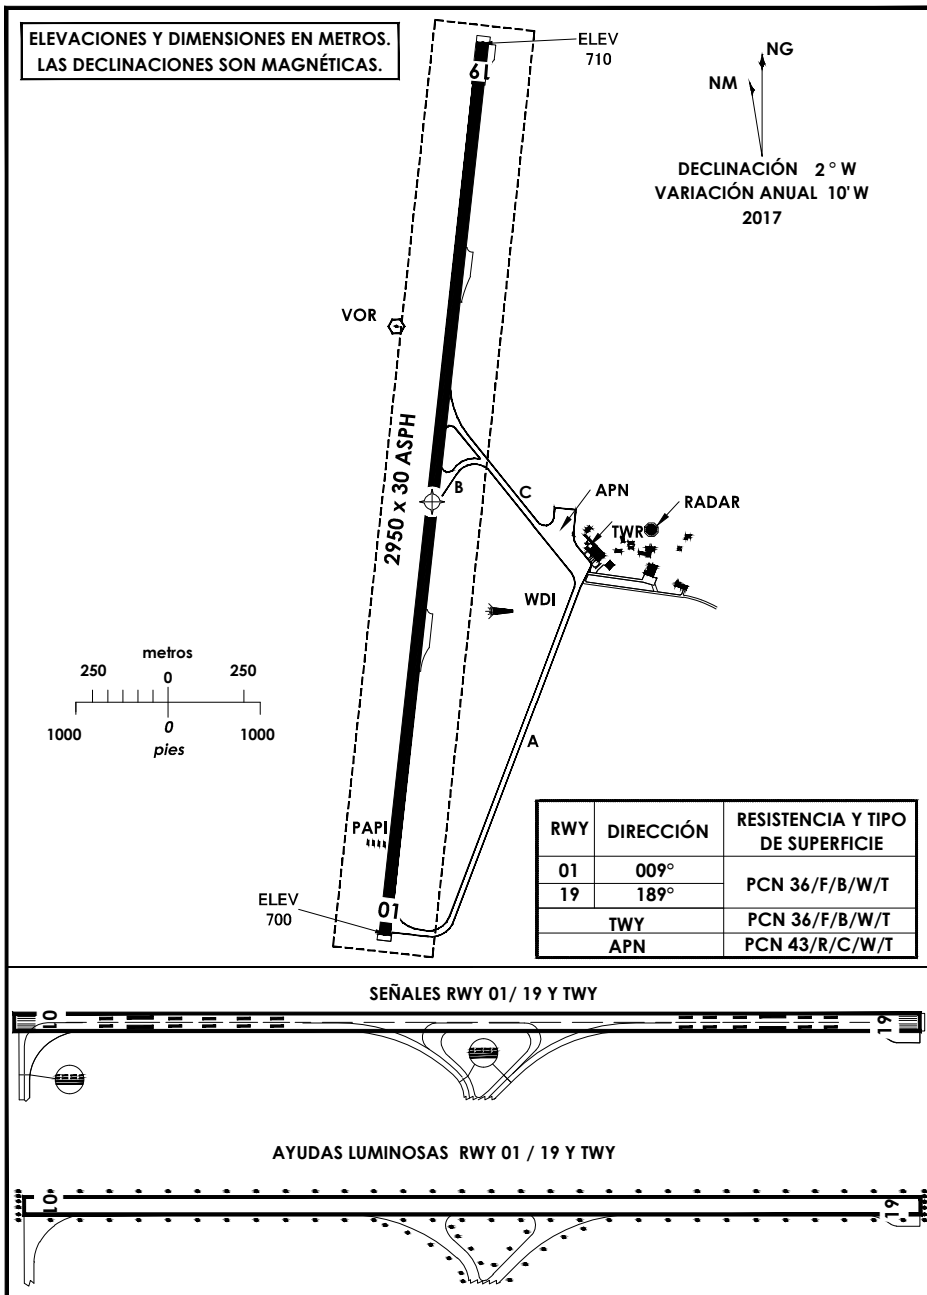 ELEVACIONES Y DIMENSIONES EN METROS.
LAS DECLINACIONES SON MAGNÉTICAS.
ELEV
710
19
NG
NM
DECLINACIÓN 2° W
VARIACIÓN ANUAL 10' W
2017
VOR
2950 x 30 ASPH
B
C
APN
RADAR
TWR
WDI
metros
250 0 250
1000 0 1000
pies
A
PAPI
ELEV
700
01
RWY DIRECCIÓN RESISTENCIA Y TIPO
DE SUPERFICIE
01 009° PCN 36/F/B/W/T
19 189°
TWY PCN 36/F/B/W/T
APN PCN 43/R/C/W/T
SEÑALES RWY 01/ 19 Y TWY
01 19
AYUDAS LUMINOSAS RWY 01 / 19 Y TWY
01 19